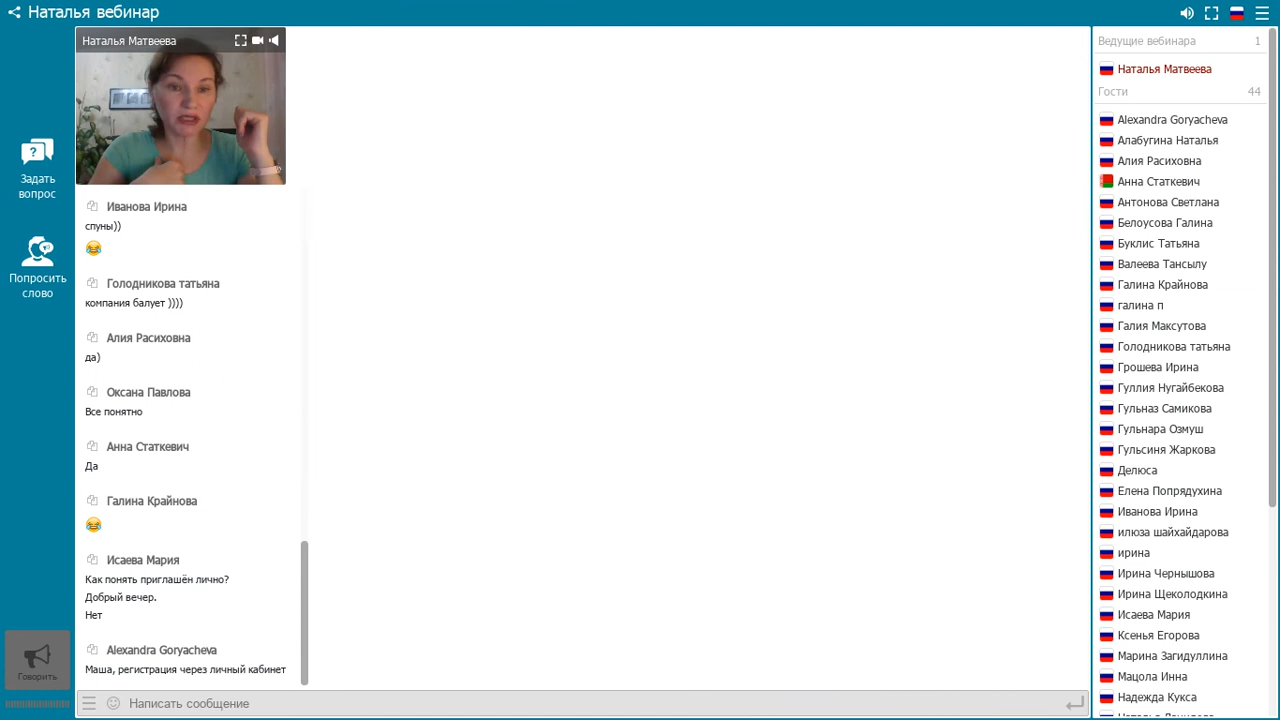 Наталья вебинар
Наталья Матвеева
Задать
вопрос
Попросить
слово
Говорить
Иванова Ирина
спуны))
Голодникова татьяна
компания балует ))))
Алия Расиховна
да)
Оксана Павлова
Все понятно
Анна Статкевич
Да
Галина Крайнова
Исаева Мария
Как понять приглашён лично?
Добрый вечер.
Нет
Alexandra Goryacheva
Маша, регистрация через личный кабинет
Написать сообщение
Ведущие вебинара 1
Наталья Матвеева
Гости 44
Alexandra Goryacheva
Алабугина Наталья
Алия Расиховна
Анна Статкевич
Антонова Светлана
Белоусова Галина
Буклис Татьяна
Валеева Тансылу
Галина Крайнова
галина п
Галия Максутова
Голодникова татьяна
Грошева Ирина
Гуллия Нугайбекова
Гульназ Самикова
Гульнара Озмуш
Гульсиня Жаркова
Делюса
Елена Попрядухина
Иванова Ирина
илюза шайхайдарова
ирина
Ирина Чернышова
Ирина Щеколодкина
Исаева Мария
Ксенья Егорова
Марина Загидуллина
Мацола Инна
Надежда Кукса